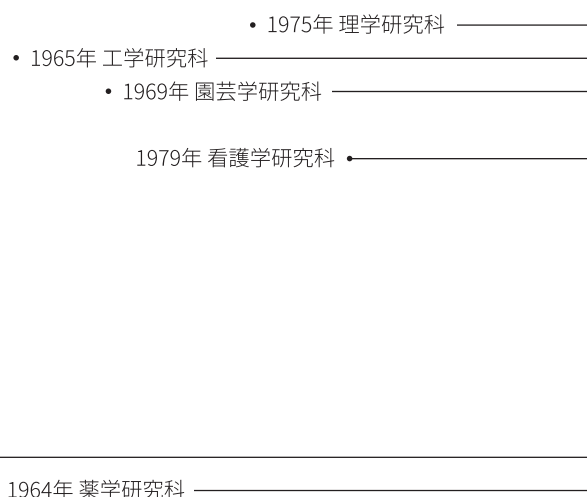 • 1975年 理学研究科
• 1965年 工学研究科
• 1969年 園芸学研究科
1979年 看護学研究科
1964年 薬学研究科